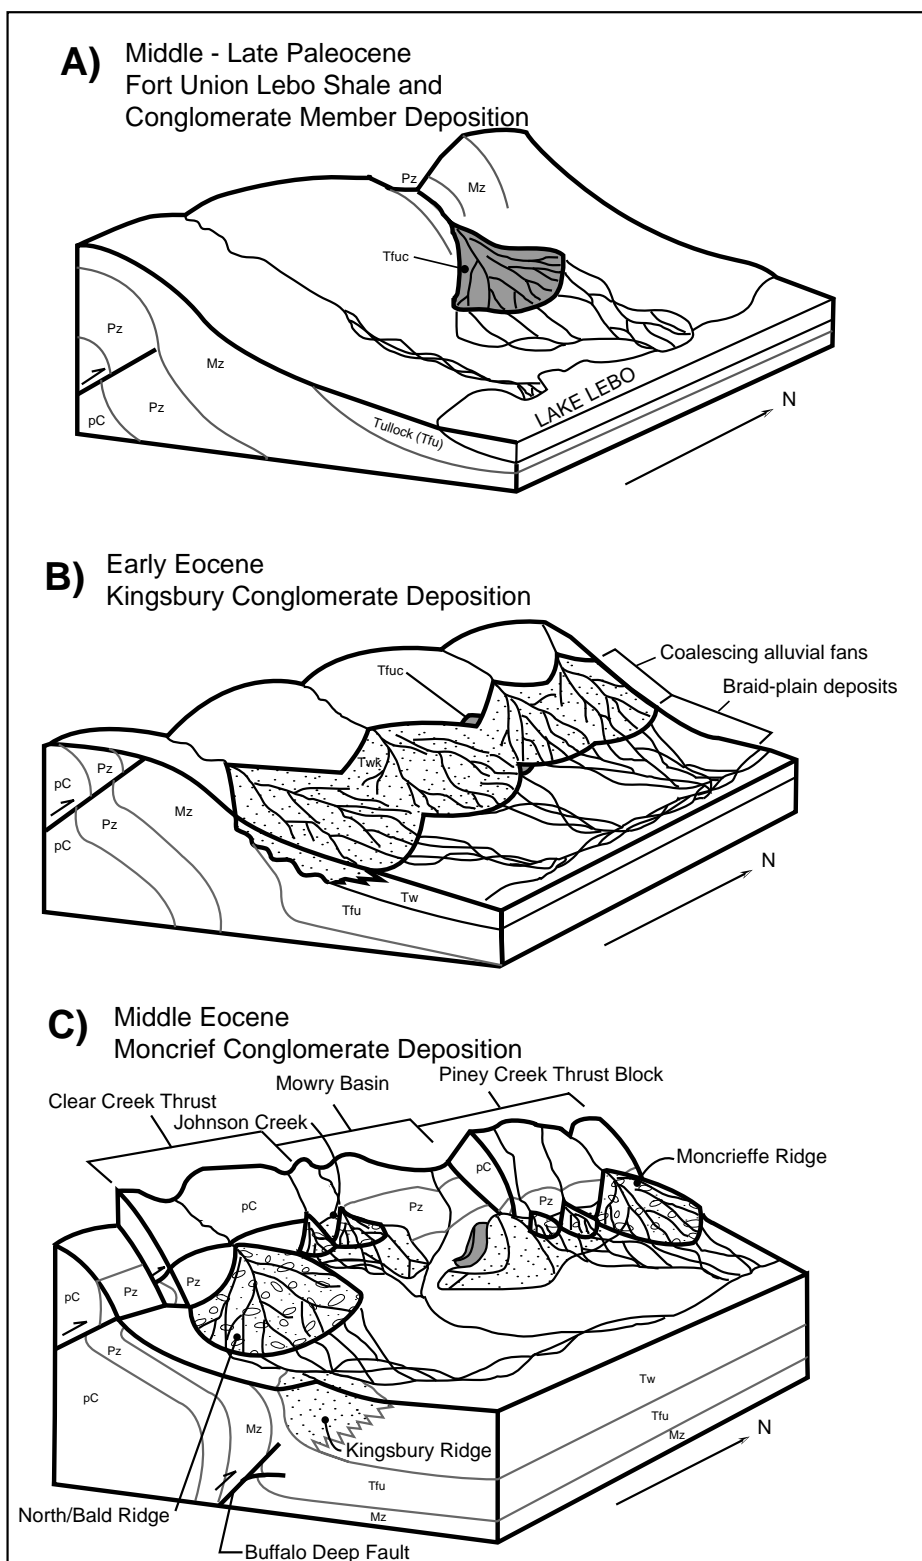 A) Middle - Late Paleocene
Fort Union Lebo Shale and
Conglomerate Member Deposition
Pz
Mz
Tfuc
Pz
Mz
Pz
pC
Tullock (Tfu)
LAKE LEBO
N
B) Early Eocene
Kingsbury Conglomerate Deposition
Coalescing alluvial fans
Tfuc
Braid-plain deposits
Twk
pC
Pz
Mz
Pz
pC
Tw
Tfu
N
C) Middle Eocene
Moncrief Conglomerate Deposition
Piney Creek Thrust Block
Mowry Basin
Clear Creek Thrust
Johnson Creek
Moncrieffe Ridge
pC
pC
Pz
Pz
Pz
Pz
pC
Pz
pC
Mz
Tw
Tfu
Mz
N
Kingsbury Ridge
Tfu
Mz
North/Bald Ridge
Buffalo Deep Fault